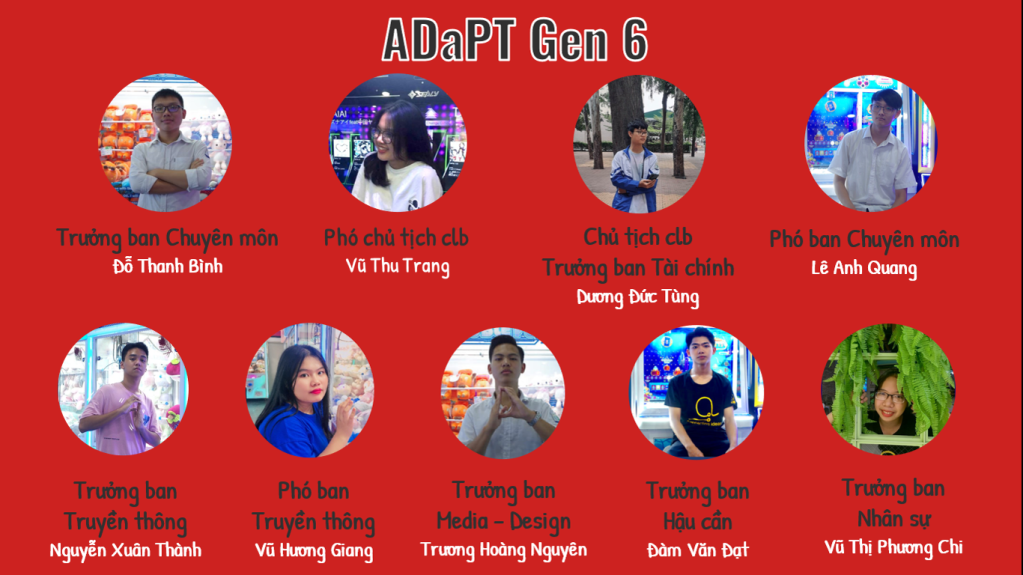 ADaPT Gen 6
Trưởng ban Chuyên môn
Đỗ Thanh Bình
Phó chủ tịch clb
Vũ Thu Trang
Chủ tịch clb
Trưởng ban Tài chính
Dương Đức Tùng
Phó ban Chuyên môn
Lê Anh Quang
Trưởng ban
Truyền thông
Nguyễn Xuân Thành
Phó ban
Truyền thông
Vũ Hương Giang
Trưởng ban
Media - Design
Trương Hoàng Nguyên
Trưởng ban
Hậu cần
Đàm Văn Đạt
Trưởng ban
Nhân sự
Vũ Thị Phương Chi